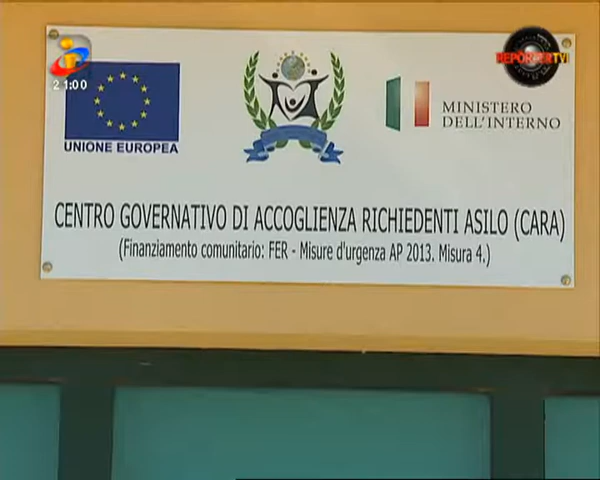 21:00
REPÓRTER TVI
UNIONE EUROPEA
MINISTERO
DELL'INTERNO
CENTRO GOVERNATIVO DI ACCOGLIENZA RICHIEDENTI ASILO (CARA)
(Finanziamento comunitario: FER - Misure d'urgenza AP 2013. Misura 4.)